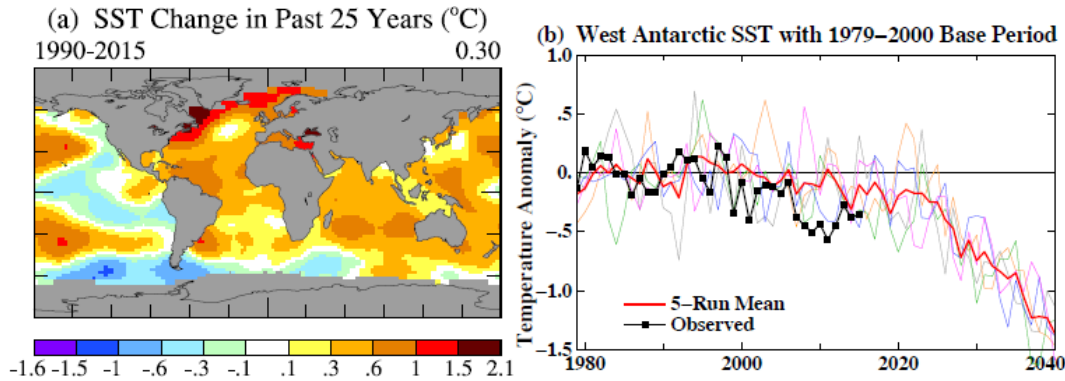 (a) SST Change in Past 25 Years (°C)
1990-2015 0.30
-1.6 -1.5 -1 -.6 -.3 -.1 .1 .3 .6 1 1.5 2.1
(b) West Antarctic SST with 1979−2000 Base Period
Temperature Anomaly (°C)
1.0
.5
0.
−.5
−1.0
−1.5
5−Run Mean
Observed
1980 2000 2020 2040